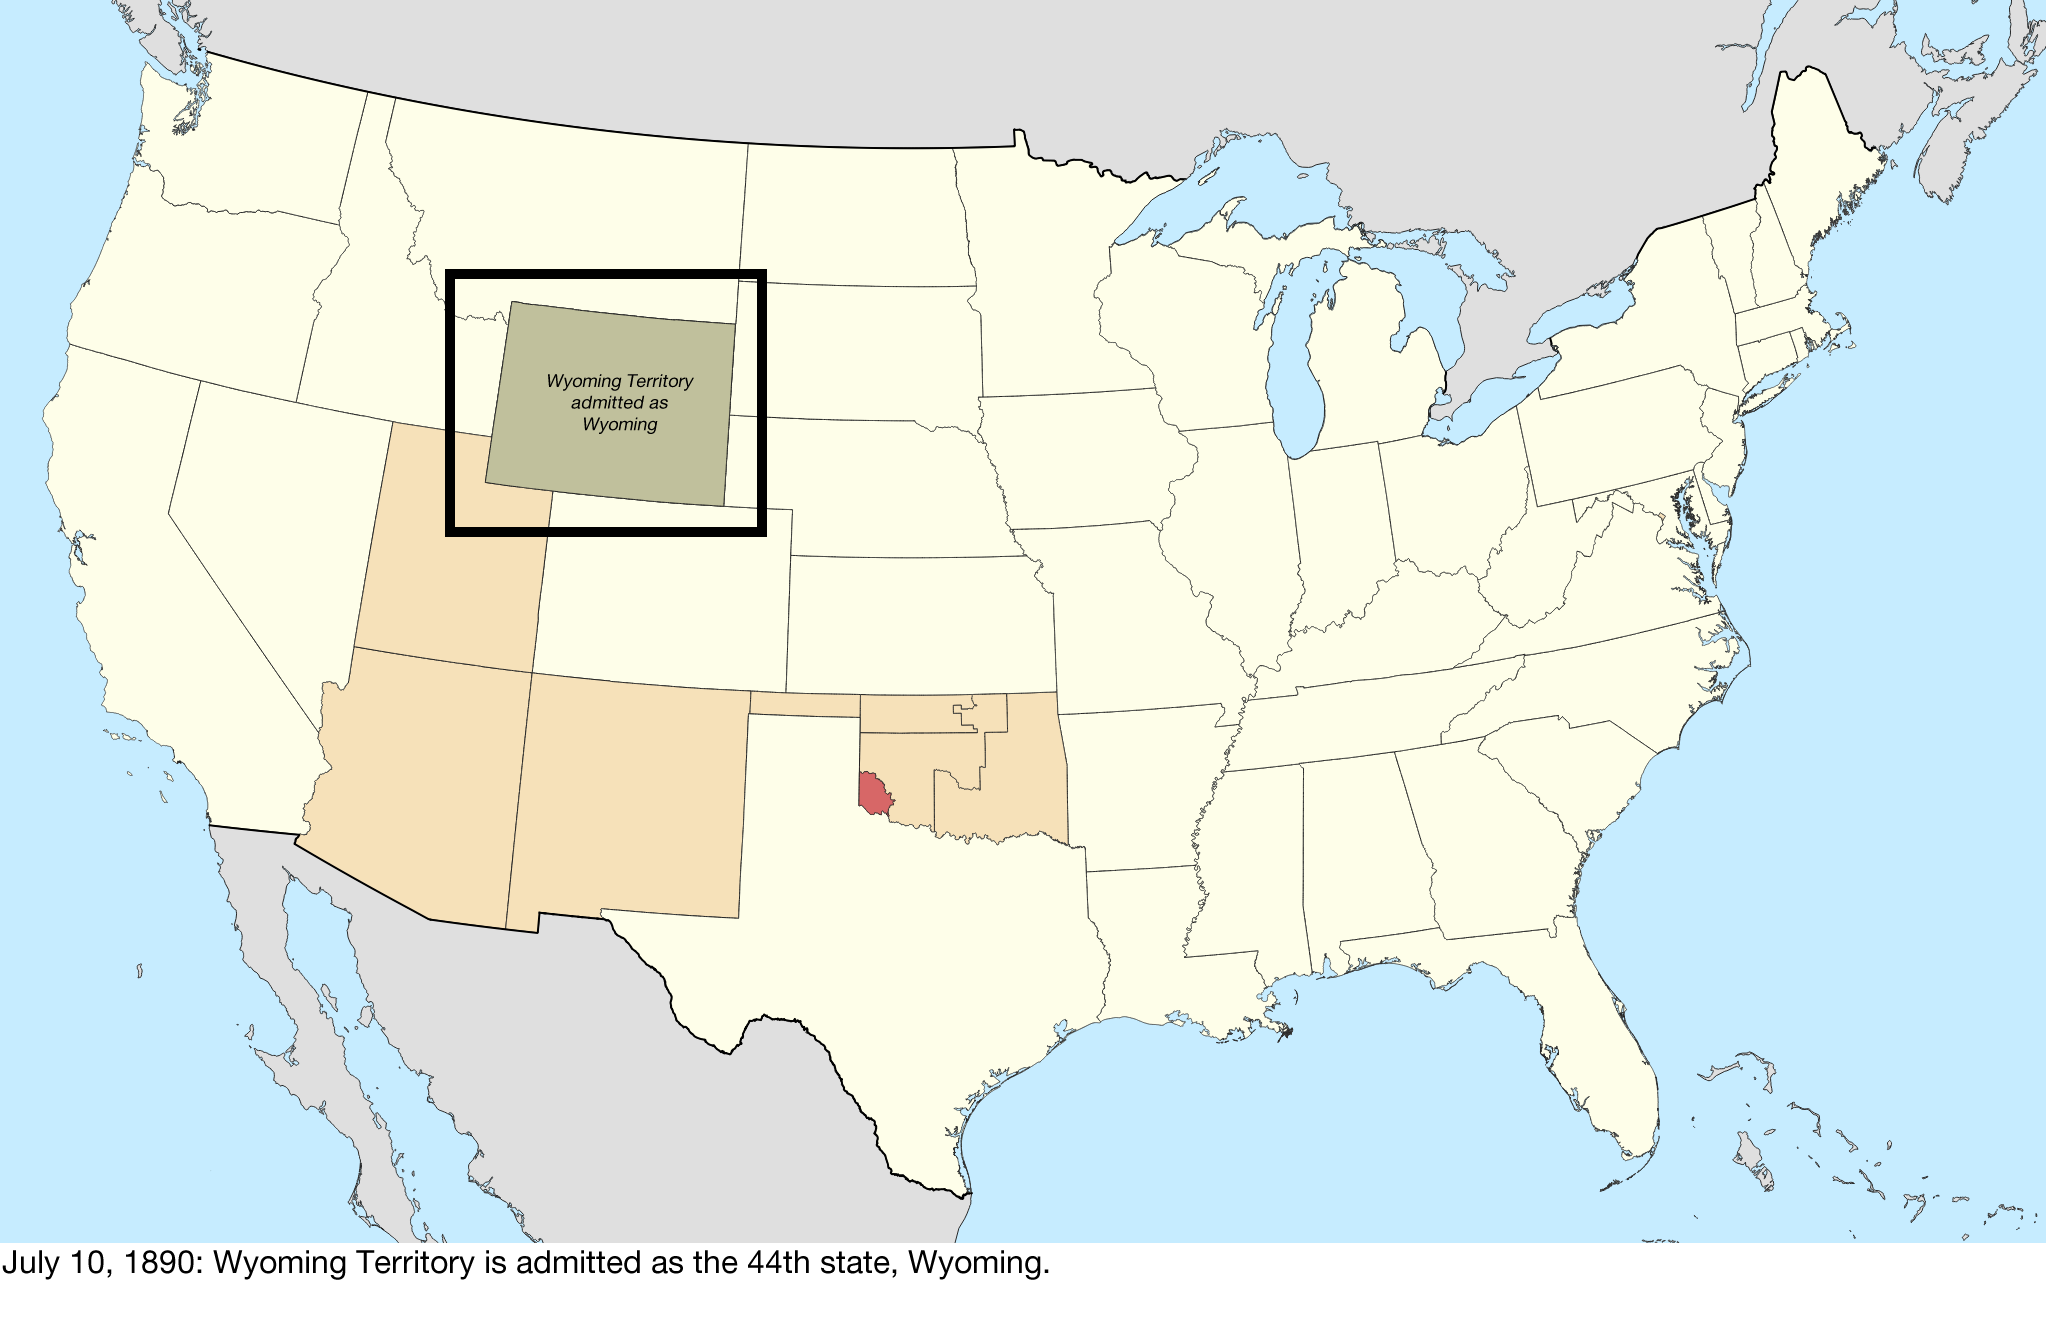 Wyoming Territory
admitted as
Wyoming
July 10, 1890: Wyoming Territory is admitted as the 44th state, Wyoming.